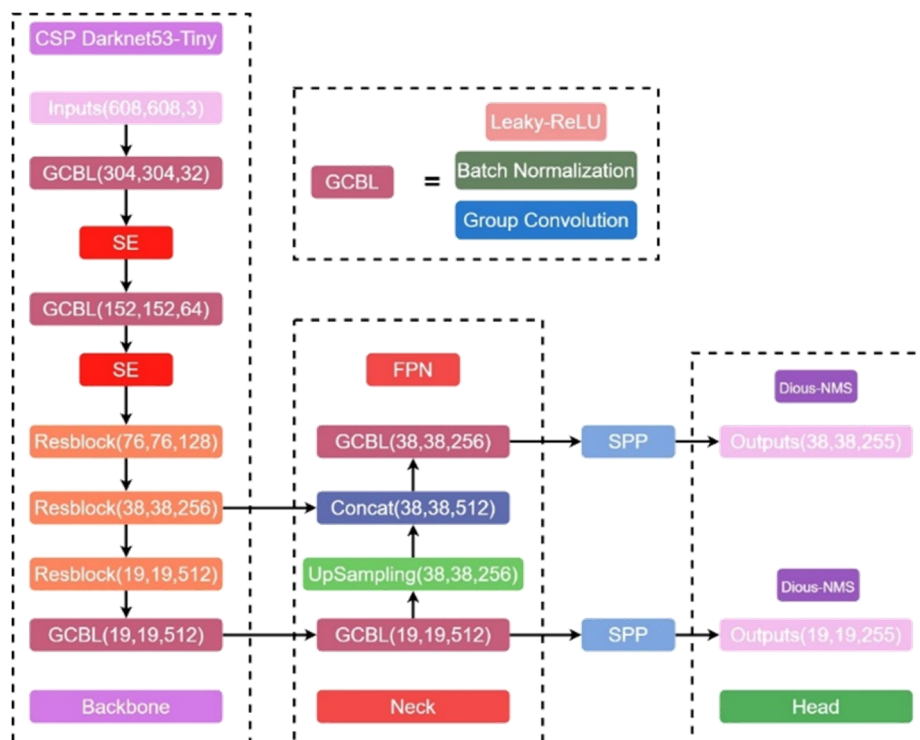 CSP Darknet53-Tiny
Inputs(608,608,3)
GCBL(304,304,32)
SE
GCBL(152,152,64)
SE
Resblock(76,76,128)
Resblock(38,38,256)
Resblock(19,19,512)
GCBL(19,19,512)
Backbone
GCBL
=
Leaky-ReLU
Batch Normalization
Group Convolution
FPN
GCBL(38,38,256)
Concat(38,38,512)
UpSampling(38,38,256)
GCBL(19,19,512)
Neck
SPP
SPP
Dious-NMS
Outputs(38,38,255)
Dious-NMS
Outputs(19,19,255)
Head